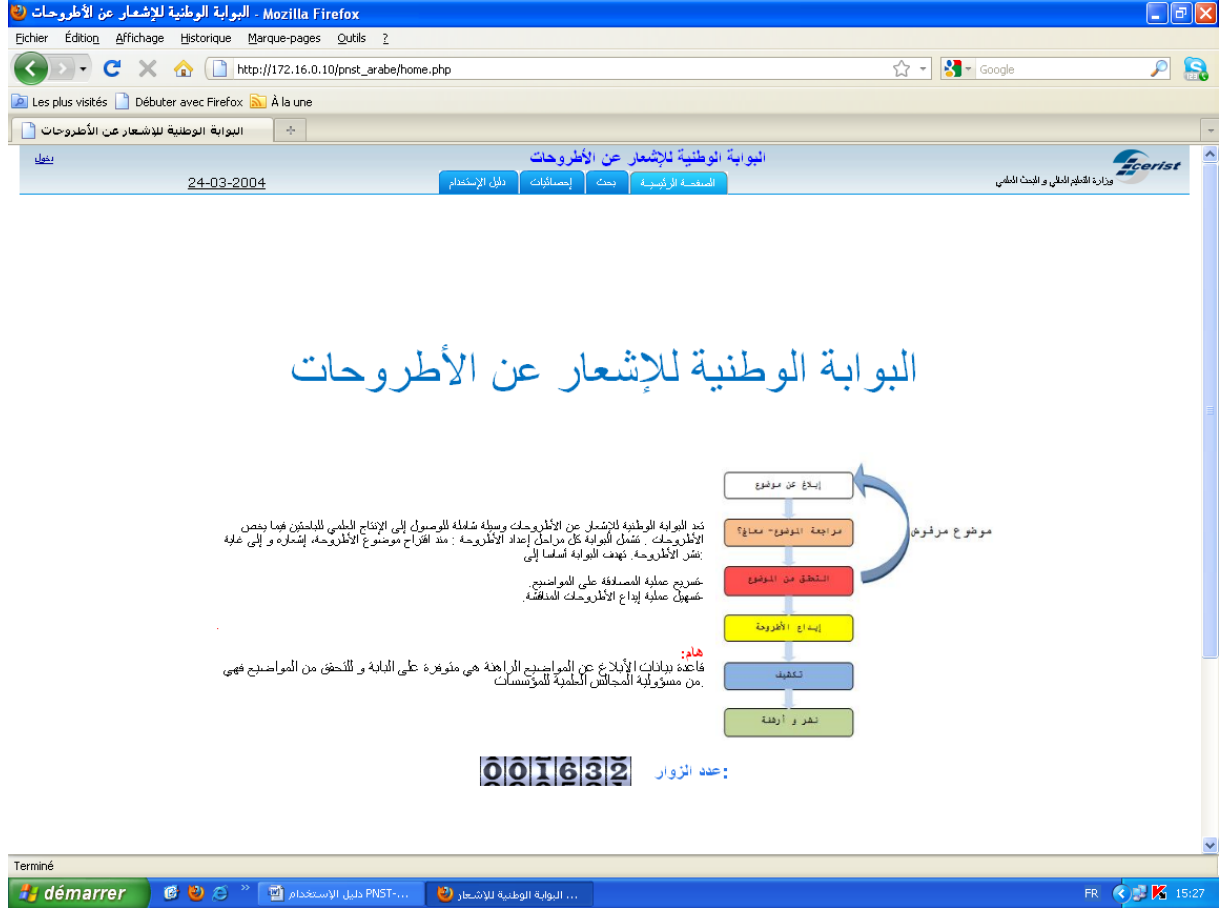 البوابة الوطنية للإشعار عن الأطروحات - Mozilla Firefox
Fichier Édition Affichage Historique Marque-pages Outils ?
http://172.16.0.10/pnst_arabe/home.php
Google
Les plus visités Débuter avec Firefox À la une
البوابة الوطنية للإشعار عن الأطروحات
cerist
البوابة الوطنية للإشعار عن الأطروحات
دخول
وزارة التعليم العالي و البحث العلمي
الصفحـة الرئيسيـة بحث إحصائيات دليل الإستخدام
24-03-2004
البوابة الوطنية للإشعار عن الأطروحات
إبلاغ عن موضوع
مراجعة الموضوع- معاغ؟
موضوع مرفوض
التحقق من الموضوع
إيداع الأطروحة
تكشيف
نشر و أرفنة
تعد البوابة الوطنية للإشعار عن الأطروحات وسيلة شاملة للوصول إلى الإنتاج العلمي للباحثين فيما يخص
الأطروحات . تشمل البوابة كل مراحل إعداد الأطروحة : منذ اقتراح موضوع الأطروحة، إشعاره و إلى غاية
نشر الأطروحة. تهدف البوابة أساسا إلى:
-تسريع عملية المصادقة على المواضيع.
-تسهيل عملية إيداع الأطروحات المناقشة.
.
هام:
قاعدة بيانات الأبلاغ عن المواضيع الراهنة هي متوفرة على البابة و للتحقق من المواضيع فهي
من مسؤولية المجالس العلمية للمؤسسات.
عدد الزوار: 001632
Terminé
démarrer
دليل الإستخدام PNST-...
البوابة الوطنية للإشعار ...
FR 15:27